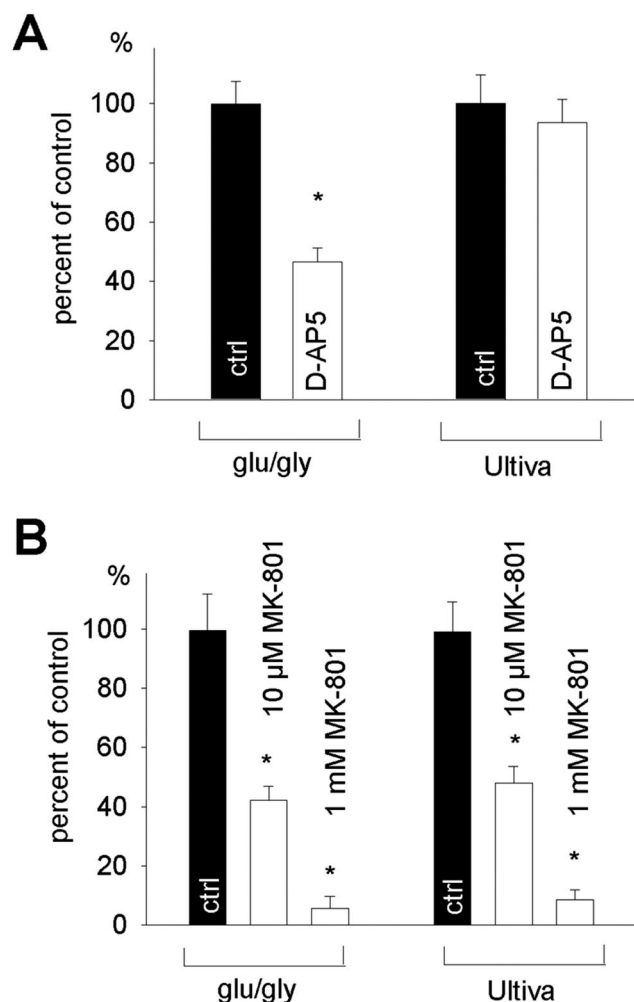 A
%
percent of control
100
80
60
40
20
0
ctrl
D-AP5
*
ctrl
D-AP5
glu/gly
Ultiva
B
%
percent of control
100
80
60
40
20
0
ctrl
10 µM MK-801
*
1 mM MK-801
*
ctrl
10 µM MK-801
*
1 mM MK-801
*
glu/gly
Ultiva